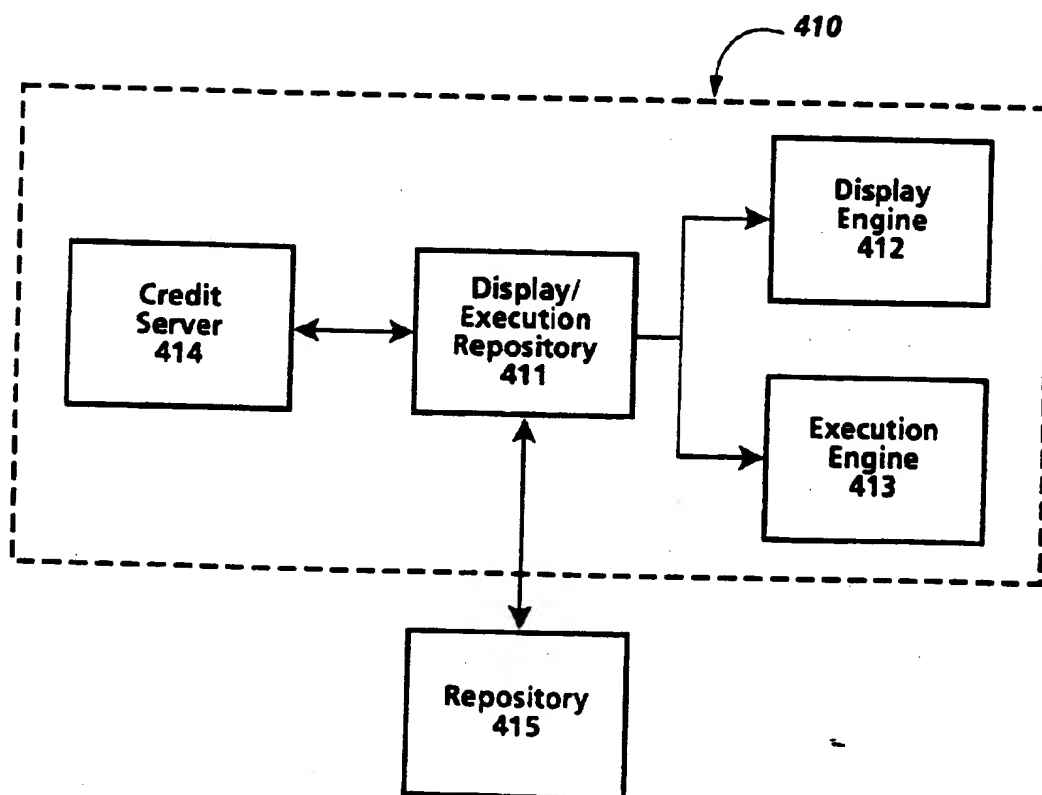 410
Display
Engine
412
Credit
Server
414
Display/
Execution
Repository
411
Execution
Engine
413
Repository
415